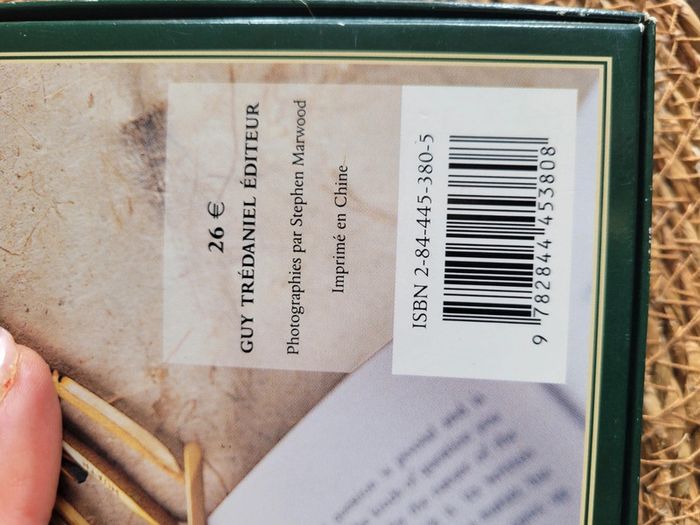 26 €
GUY TRÉDANIEL ÉDITEUR
Photographies par Stephen Marwood
Imprimé en Chine
ISBN 2-84-445-380-5
9 782844 453808